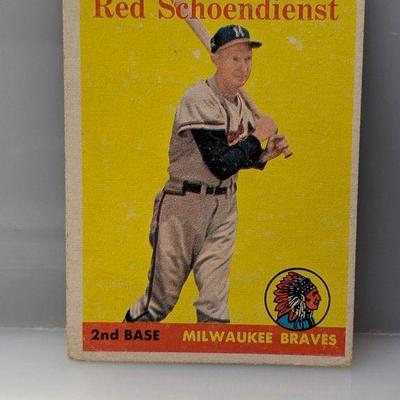 Red Schoendienst
2nd BASE MILWAUKEE BRAVES